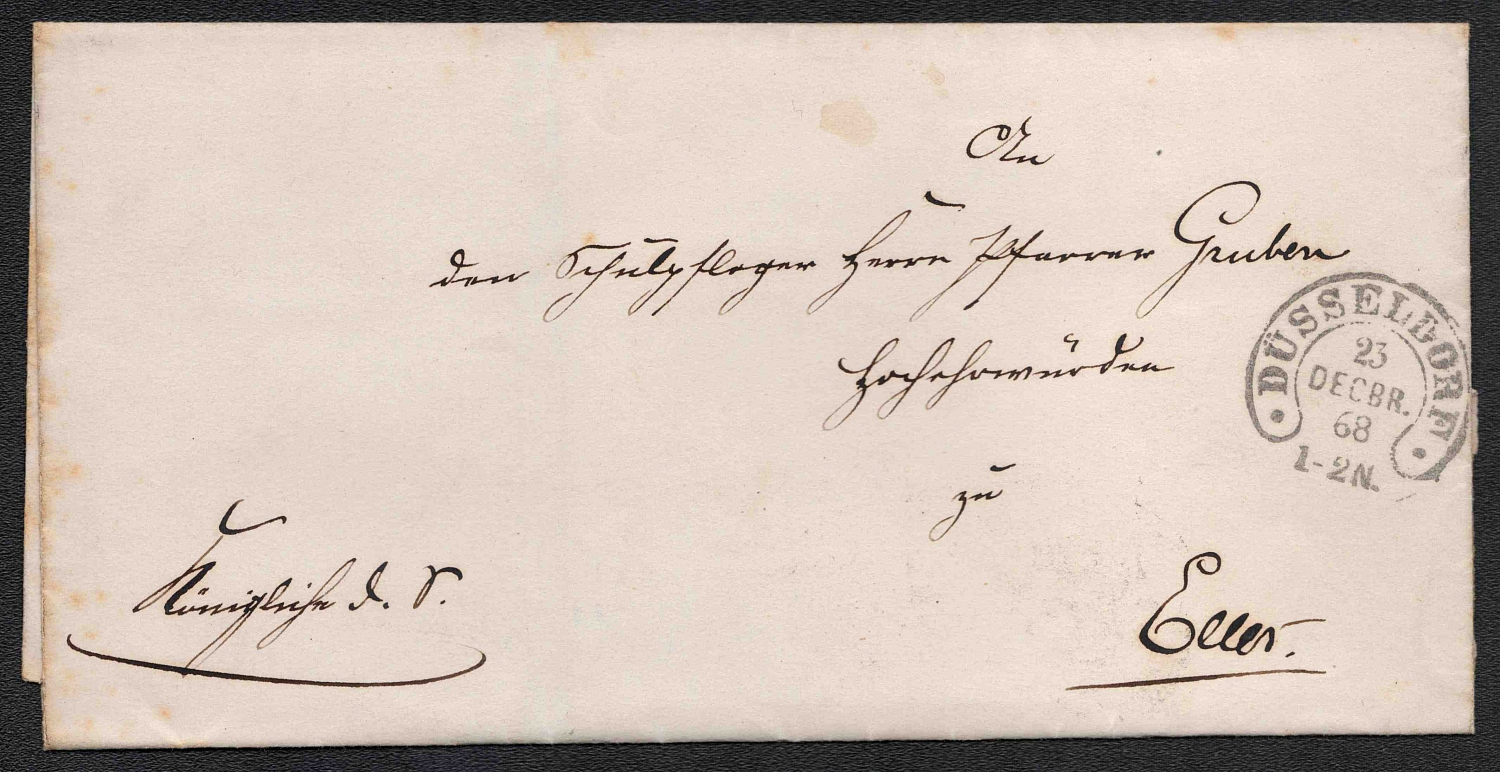 An
den Schulpfleger Herrn Pfarrer Gruben
Hochehrwürden
zu
Eller.
Königliche d. S.
DÜSSELDORF
23
DECBR.
68
1-2N.